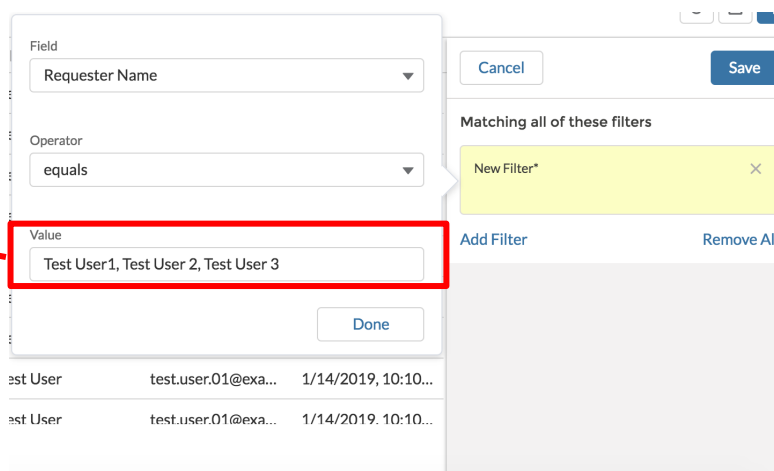 Field
Requester Name
Operator
equals
Value
Test User1, Test User 2, Test User 3
Done
Cancel
Save
Matching all of these filters
New Filter*
Add Filter
Remove Al
est User test.user.01@exa... 1/14/2019, 10:10...
est User test.user.01@exa... 1/14/2019, 10:10...